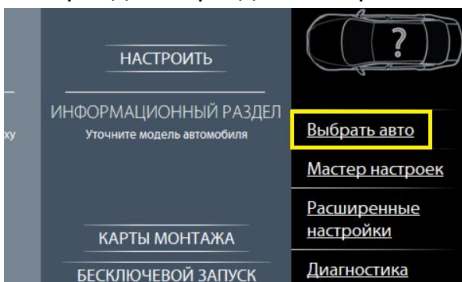 НАСТРОИТЬ
ИНФОРМАЦИОННЫЙ РАЗДЕЛ
Уточните модель автомобиля
КАРТЫ МОНТАЖА
БЕСКЛЮЧЕВОЙ ЗАПУСК
?
Выбрать авто
Мастер настроек
Расширенные
настройки
Диагностика